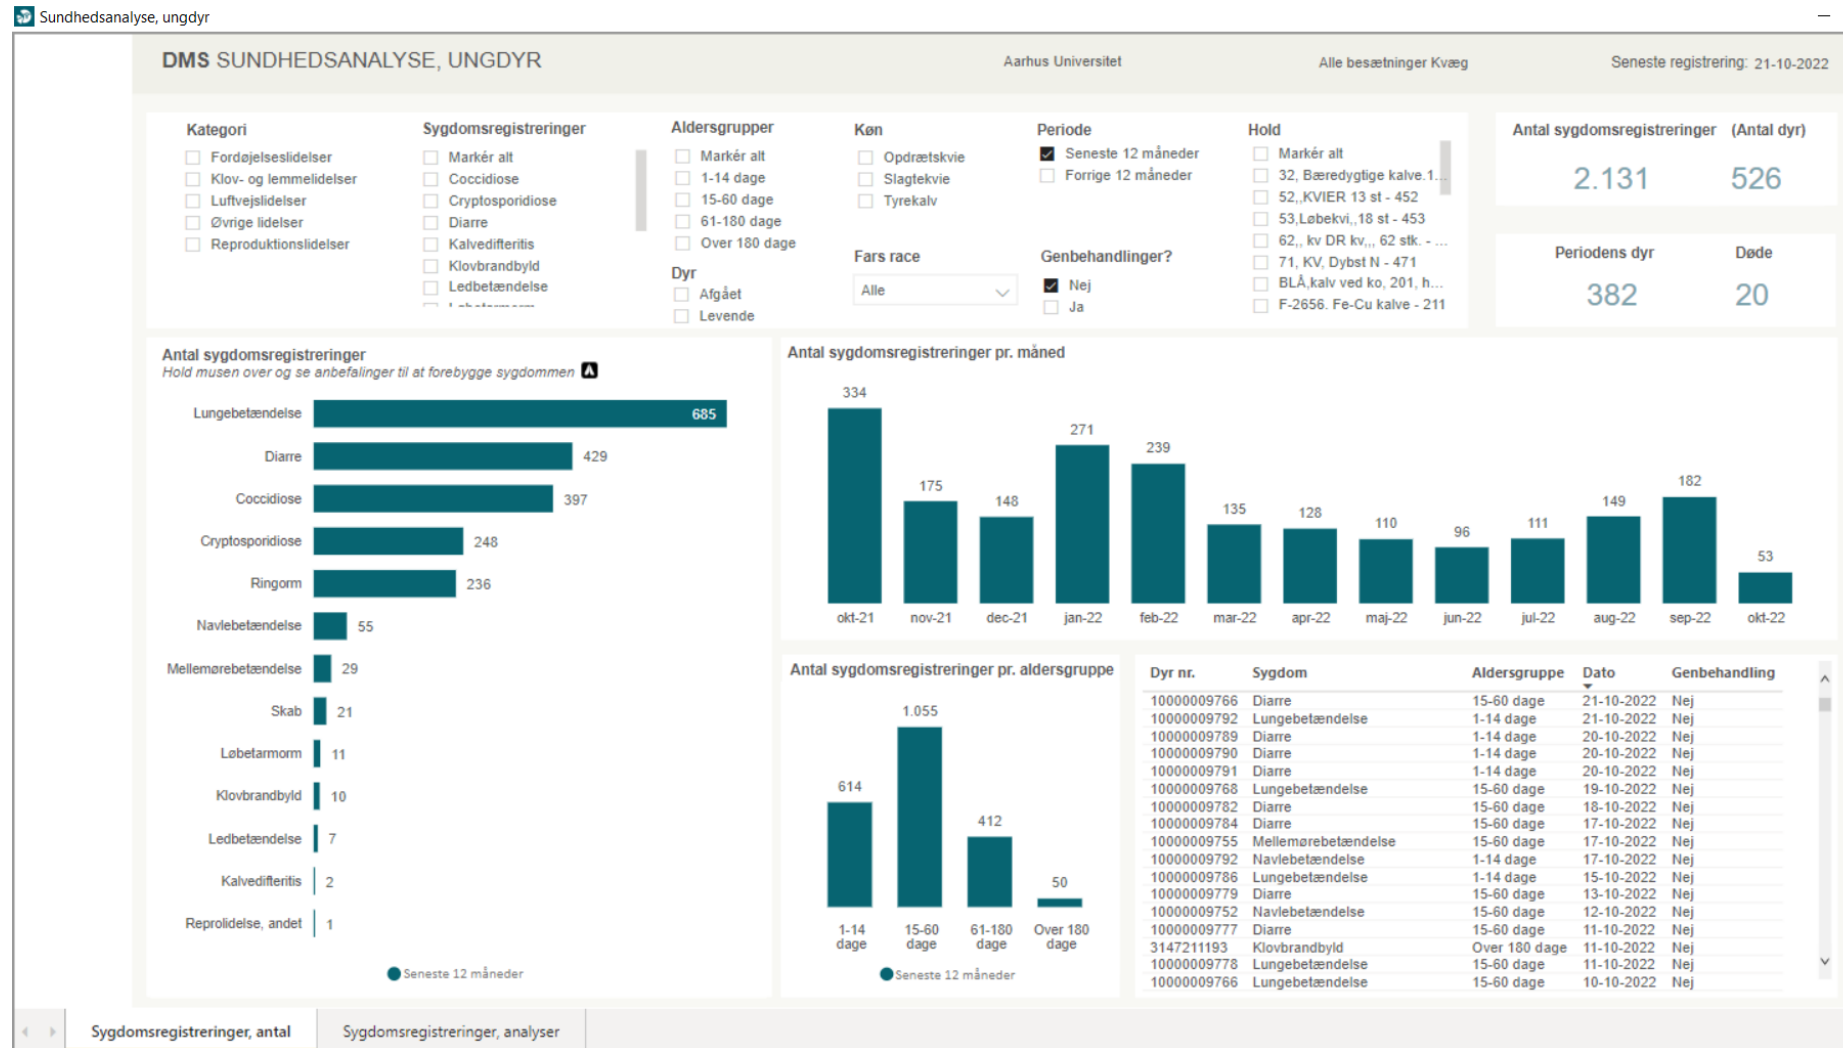 Sundhedsanalyse, ungdyr
DMS SUNDHEDSANALYSE, UNGDYR
Aarhus Universitet
Alle besætninger Kvæg
Seneste registrering: 21-10-2022
Kategori
Fordøjelseslidelser
Klov- og lemmelidelser
Luftvejslidelser
Øvrige lidelser
Reproduktionslidelser
Sygdomsregistreringer
Markér alt
Coccidiose
Cryptosporidiose
Diarre
Kalvedifteritis
Klovbrandbyld
Ledbetændelse
Aldersgrupper
Markér alt
1-14 dage
15-60 dage
61-180 dage
Over 180 dage
Dyr
Afgået
Levende
Køn
Opdrætskvie
Slagtekvie
Tyrekalv
Fars race
Alle
Periode
Seneste 12 måneder
Forrige 12 måneder
Genbehandlinger?
Nej
Ja
Hold
Markér alt
32, Bæredygtige kalve.1...
52,,KVIER 13 st - 452
53,Løbekvi,,18 st - 453
62,, kv DR kv,,, 62 stk. - ...
71, KV, Dybst N - 471
BLÅ,kalv ved ko, 201, h...
F-2656. Fe-Cu kalve - 211
Antal sygdomsregistreringer (Antal dyr)
2.131 526
Periodens dyr Døde
382 20
Antal sygdomsregistreringer
Hold musen over og se anbefalinger til at forebygge sygdommen
Lungebetændelse 685
Diarre 429
Coccidiose 397
Cryptosporidiose 248
Ringorm 236
Navlebetændelse 55
Mellemørebetændelse 29
Skab 21
Løbetarmorm 11
Klovbrandbyld 10
Ledbetændelse 7
Kalvedifteritis 2
Reprolidelse, andet 1
Seneste 12 måneder
Antal sygdomsregistreringer pr. måned
334 175 148 271 239 135 128 110 96 111 149 182 53
okt-21 nov-21 dec-21 jan-22 feb-22 mar-22 apr-22 maj-22 jun-22 jul-22 aug-22 sep-22 okt-22
Antal sygdomsregistreringer pr. aldersgruppe
614 1.055 412 50
1-14 dage 15-60 dage 61-180 dage Over 180 dage
Seneste 12 måneder
Dyr nr. Sygdom Aldersgruppe Dato Genbehandling
10000009766 Diarre 15-60 dage 21-10-2022 Nej
10000009792 Lungebetændelse 1-14 dage 21-10-2022 Nej
10000009789 Diarre 1-14 dage 20-10-2022 Nej
10000009790 Diarre 1-14 dage 20-10-2022 Nej
10000009791 Diarre 1-14 dage 20-10-2022 Nej
10000009768 Lungebetændelse 15-60 dage 19-10-2022 Nej
10000009782 Diarre 15-60 dage 18-10-2022 Nej
10000009784 Diarre 15-60 dage 17-10-2022 Nej
10000009755 Mellemørebetændelse 15-60 dage 17-10-2022 Nej
10000009792 Navlebetændelse 1-14 dage 17-10-2022 Nej
10000009786 Lungebetændelse 1-14 dage 15-10-2022 Nej
10000009779 Diarre 15-60 dage 13-10-2022 Nej
10000009752 Navlebetændelse 15-60 dage 12-10-2022 Nej
10000009777 Diarre 15-60 dage 11-10-2022 Nej
3147211193 Klovbrandbyld Over 180 dage 11-10-2022 Nej
10000009778 Lungebetændelse 15-60 dage 11-10-2022 Nej
10000009766 Lungebetændelse 15-60 dage 10-10-2022 Nej
Sygdomsregistreringer, antal
Sygdomsregistreringer, analyser